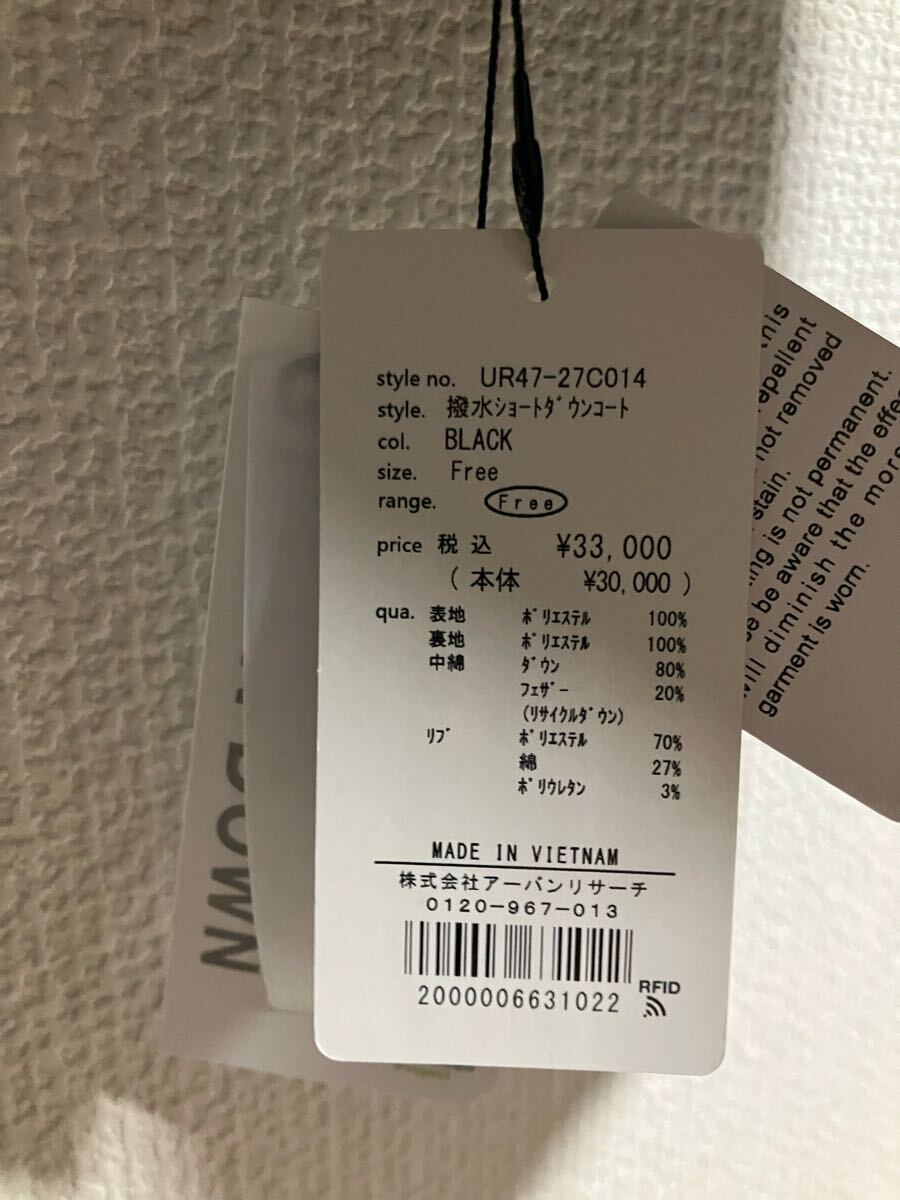 style no. UR47-27C014
style. 撥水ショートダウンコート
col. BLACK
size. Free
range. Free
price 税込 ¥33,000
(本体 ¥30,000)
qua. 表地 ポリエステル 100%
裏地 ポリエステル 100%
中綿 ダウン 80%
フェザー 20%
(リサイクルダウン)
リブ ポリエステル 70%
綿 27%
ポリウレタン 3%
MADE IN VIETNAM
株式会社アーバンリサーチ
0120-967-013
2000006631022
RFID
this
repellent
not removed
stain.
is not permanent.
be aware that the
will diminish the more
garment is worn.
DOWN